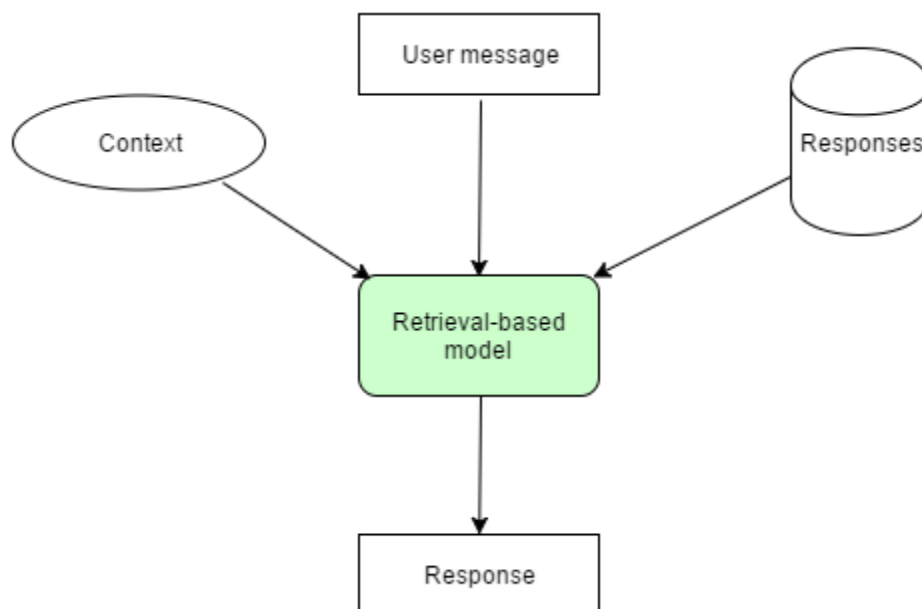 User message
Context
Responses
Retrieval-based
model
Response